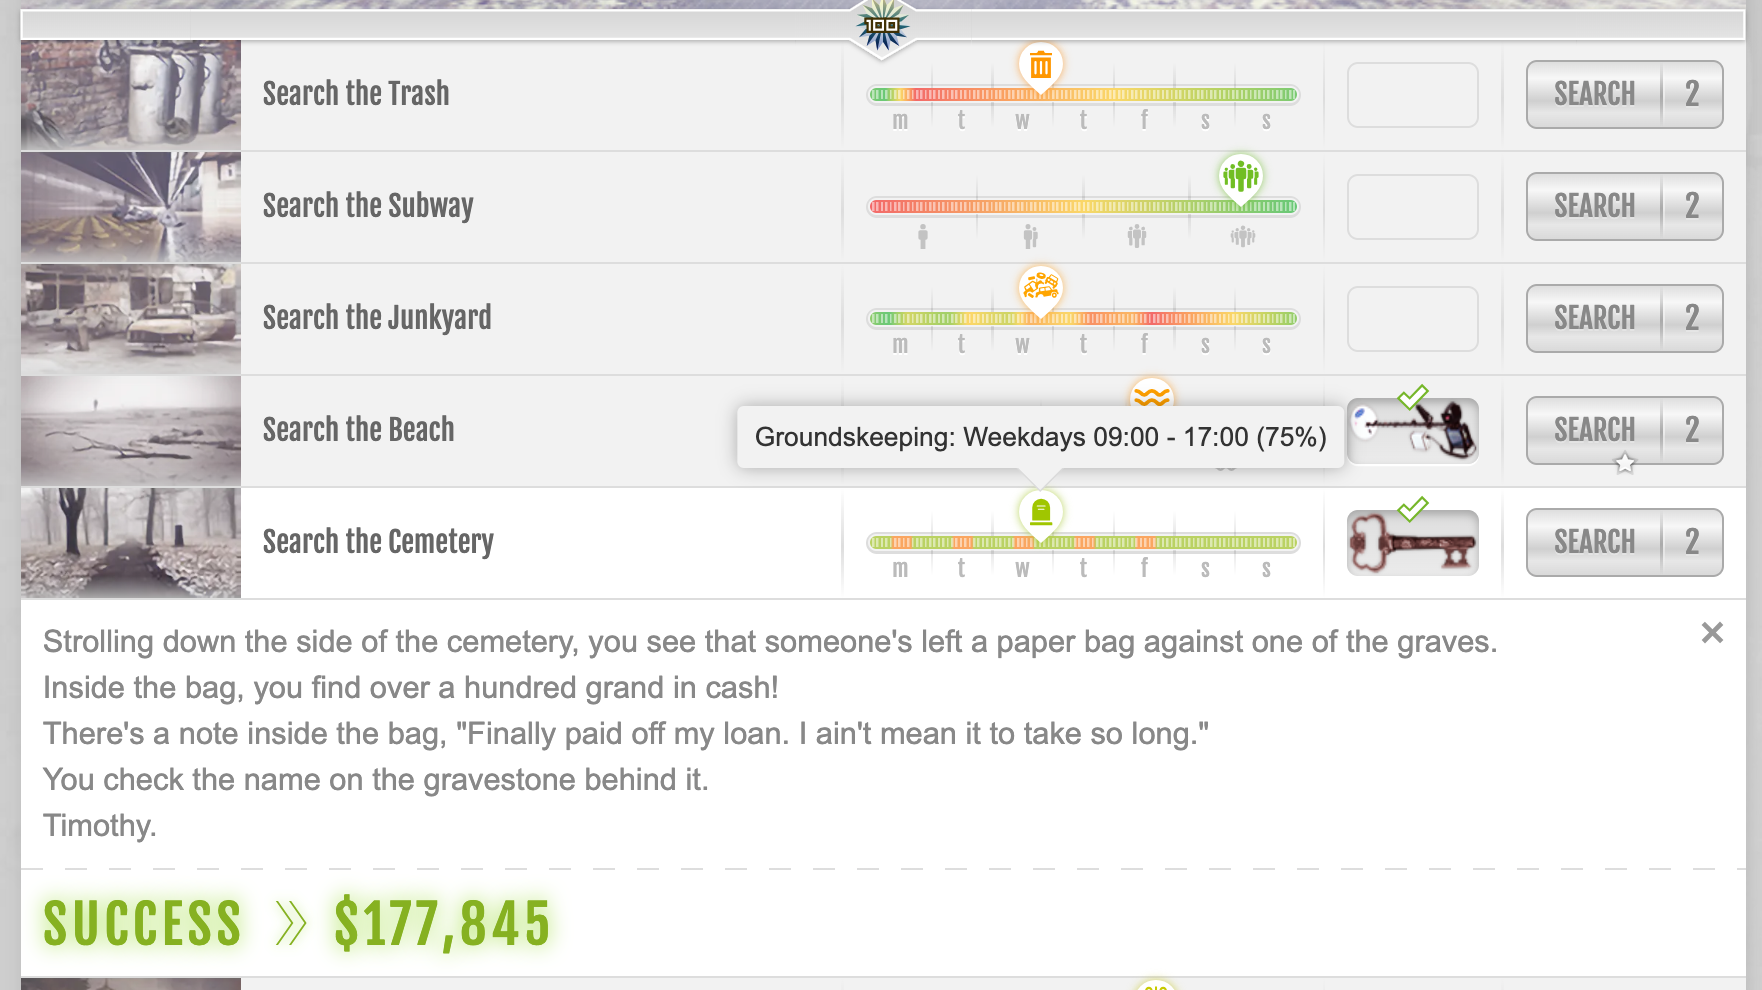 100
Search the Trash
m t w t f s s
SEARCH 2
Search the Subway
SEARCH 2
Search the Junkyard
m t w t f s s
SEARCH 2
Search the Beach
Groundskeeping: Weekdays 09:00 - 17:00 (75%)
SEARCH 2
Search the Cemetery
m t w t f s s
SEARCH 2
Strolling down the side of the cemetery, you see that someone's left a paper bag against one of the graves.
Inside the bag, you find over a hundred grand in cash!
There's a note inside the bag, "Finally paid off my loan. I ain't mean it to take so long."
You check the name on the gravestone behind it.
Timothy.
SUCCESS » $177,845